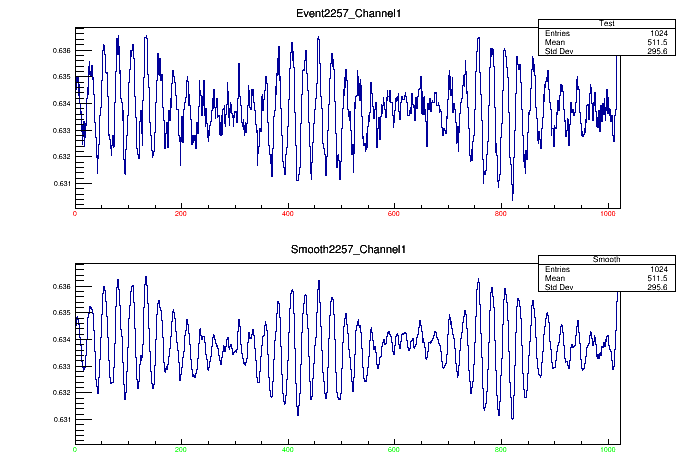 Event2257_Channel1
Test
Entries 1024
Mean 511.5
Std Dev 295.6
0.636
0.635
0.634
0.633
0.632
0.631
0 200 400 600 800 1000
Smooth2257_Channel1
Smooth
Entries 1024
Mean 511.5
Std Dev 295.6
0.636
0.635
0.634
0.633
0.632
0.631
0 200 400 600 800 1000